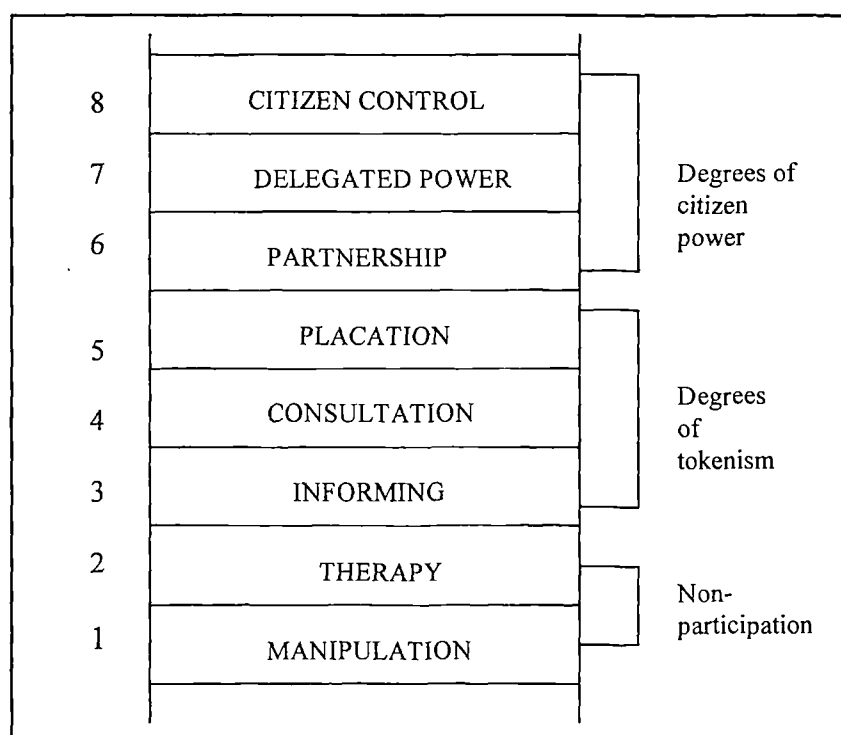 8 CITIZEN CONTROL
7 DELEGATED POWER
6 PARTNERSHIP
Degrees of
citizen
power
5 PLACATION
4 CONSULTATION
3 INFORMING
Degrees
of
tokenism
2 THERAPY
1 MANIPULATION
Non-
participation